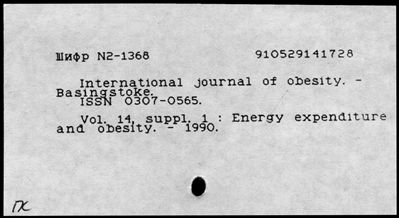 Шифр N2-1368 910529141728
International journal of obesity. -
Basingstoke.
ISSN 0307-0565.
Vol. 14, suppl. 1 : Energy expenditure
and obesity. - 1990.
ГК